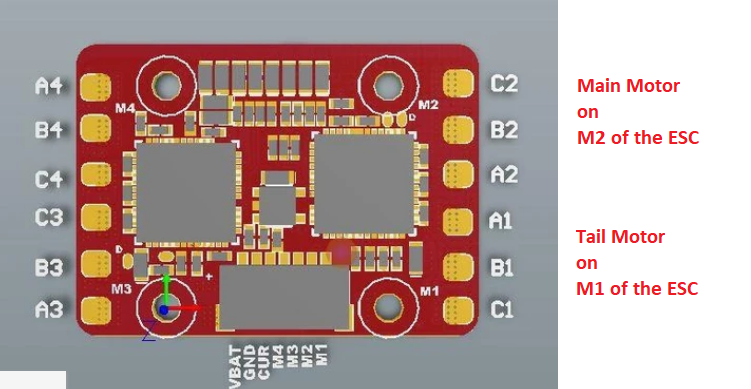 A4
B4
C4
C3
B3
A3
M4
M2
D
D
M3
M1
+
Z
C2
B2
A2
A1
B1
C1
VBAT
GND
CUR
M4
M3
M2
M1
Main Motor
on
M2 of the ESC
Tail Motor
on
M1 of the ESC